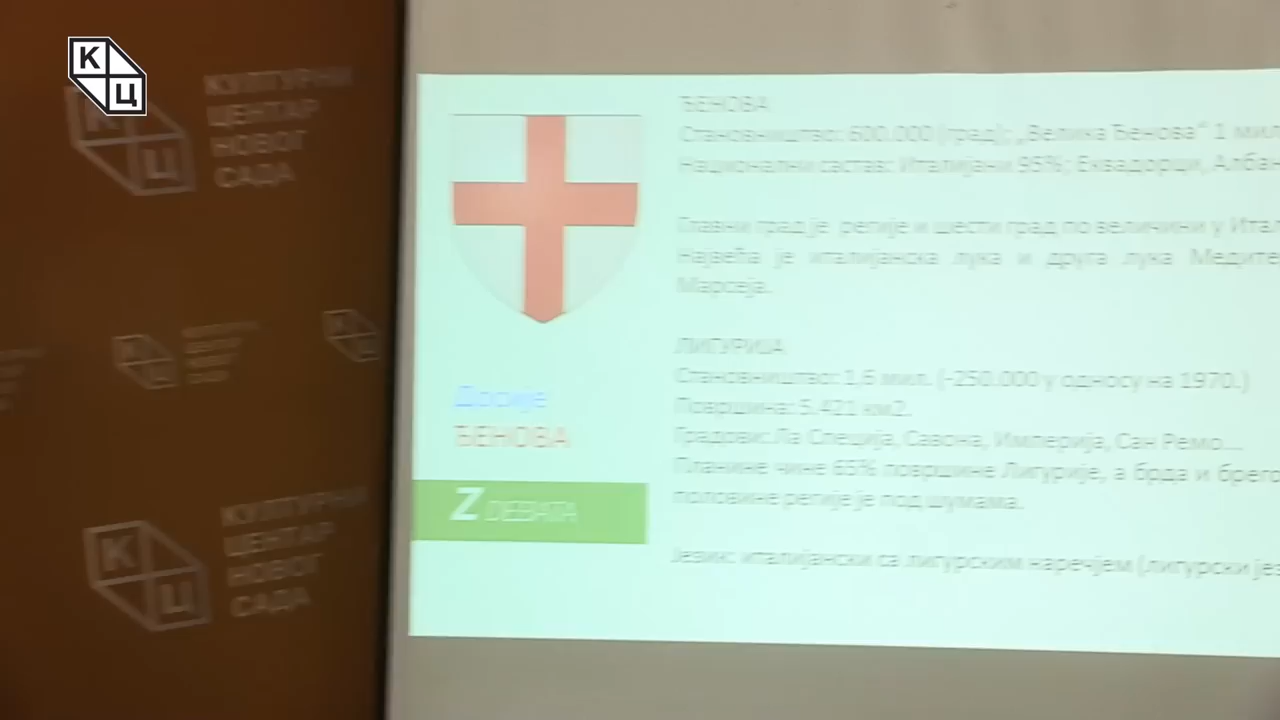 К
Ц
КУЛТУРНИ
ЦЕНТАР
НОВОГ
САДА
К
Ц
ЂЕНОВА
Становништво: 600.000 (град); „Велика Ђенова“ 1 мил
Национални састав: Италијани 95%; Еквадорци, Албан
Главни град је регије и шести град по величини у Итал
Највећа је италијанска лука и друга лука Медите
Марсеја.
ЛИГУРИЈА
Становништво: 1,6 мил. (-250.000 у односу на 1970.)
Површина: 5.421 км2.
Градови: Ла Специја, Савона, Империја, Сан Ремо...
Планине чине 65% површине Лигурије, а брда и брего
половине регије је под шумама.
Језик: италијански са лигурским наречјем (лигурски је
Досије
ЂЕНОВА
Z DEBATA
К
Ц
КУЛТУРНИ
ЦЕНТАР
НОВОГ
САДА